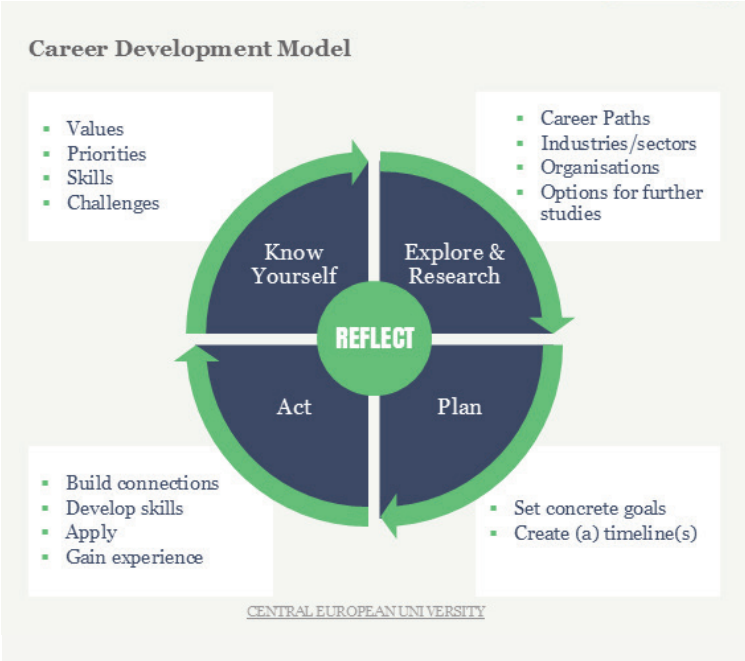 Career Development Model
Values
Priorities
Skills
Challenges
Career Paths
Industries/sectors
Organisations
Options for further
studies
Know
Yourself
Explore &
Research
REFLECT
Act
Plan
Build connections
Develop skills
Apply
Gain experience
Set concrete goals
Create (a) timeline(s)
CENTRAL EUROPEAN UNIVERSITY